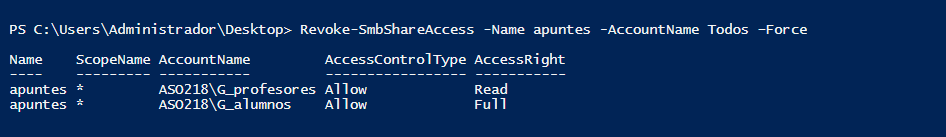 PS C:\Users\Administrador\Desktop> Revoke-SmbShareAccess -Name apuntes -AccountName Todos -Force
Name    ScopeName AccountName         AccessControlType AccessRight
----    --------- -----------         ----------------- -----------
apuntes *         ASO218\G_profesores Allow             Read
apuntes *         ASO218\G_alumnos    Allow             Full